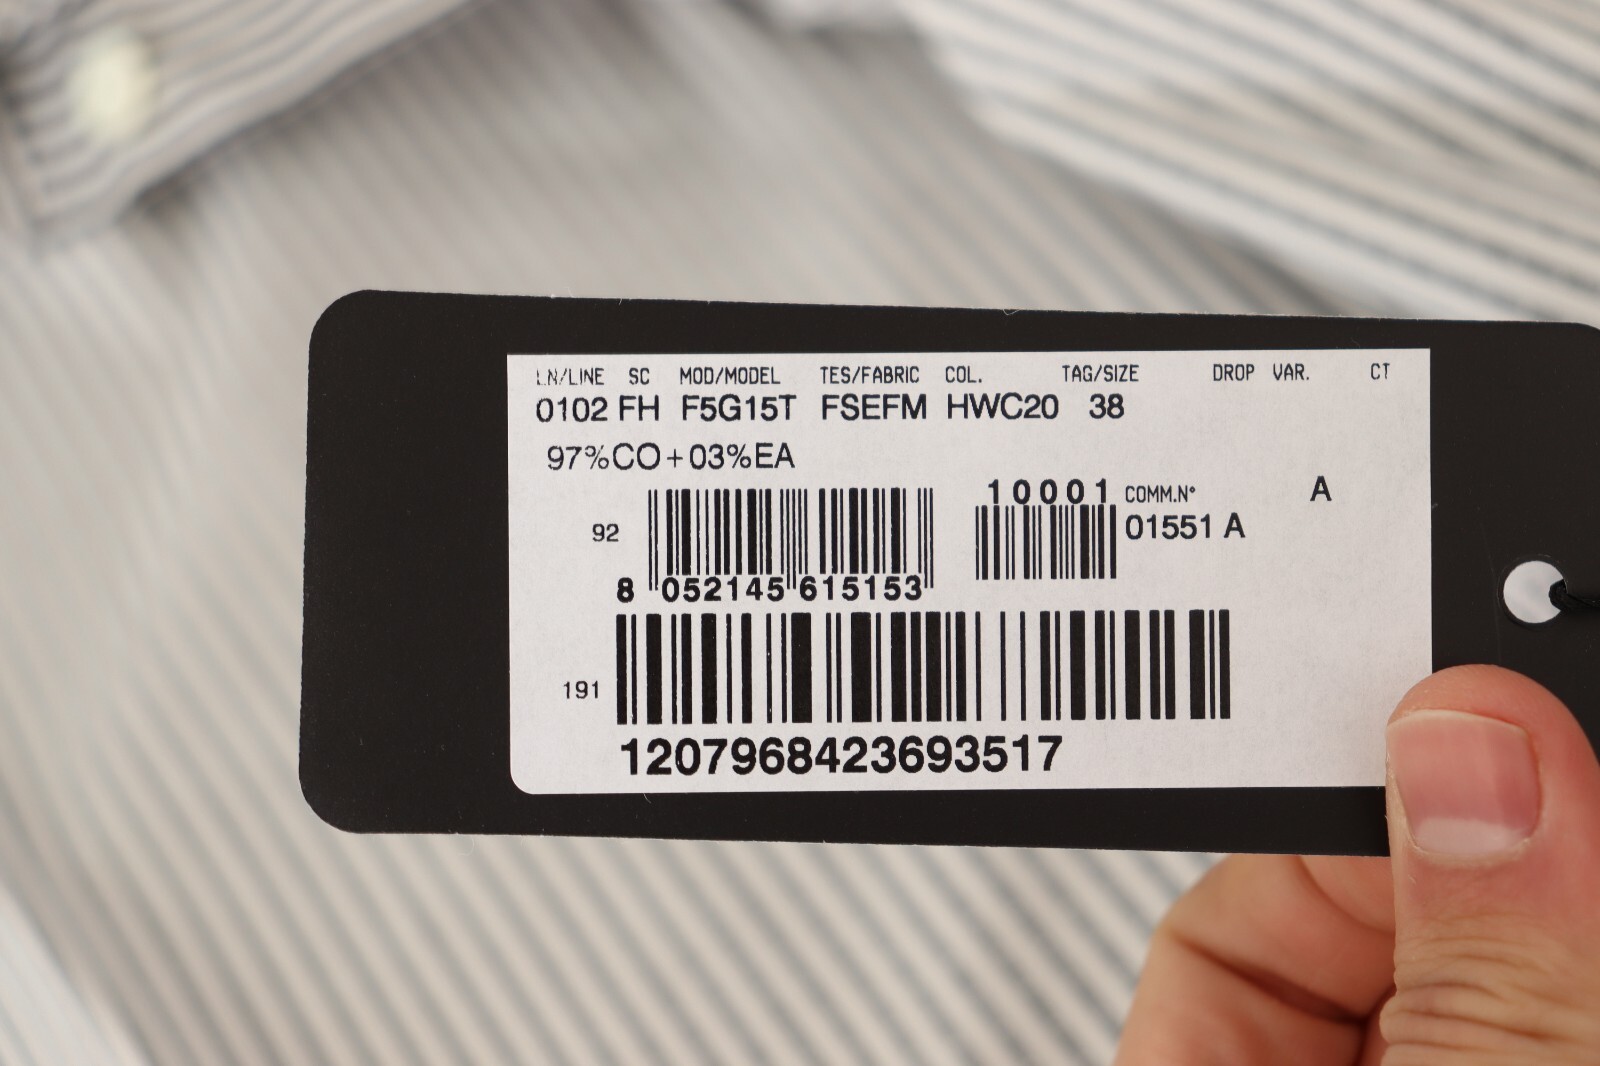 LN/LINE SC MOD/MODEL TES/FABRIC COL. TAG/SIZE DROP VAR. CT
0102 FH F5G15T FSEFM HWC20 38
97%CO+03%EA
10001 COMM.N° A
92 01551 A
8 052145 615153
191
1207968423693517